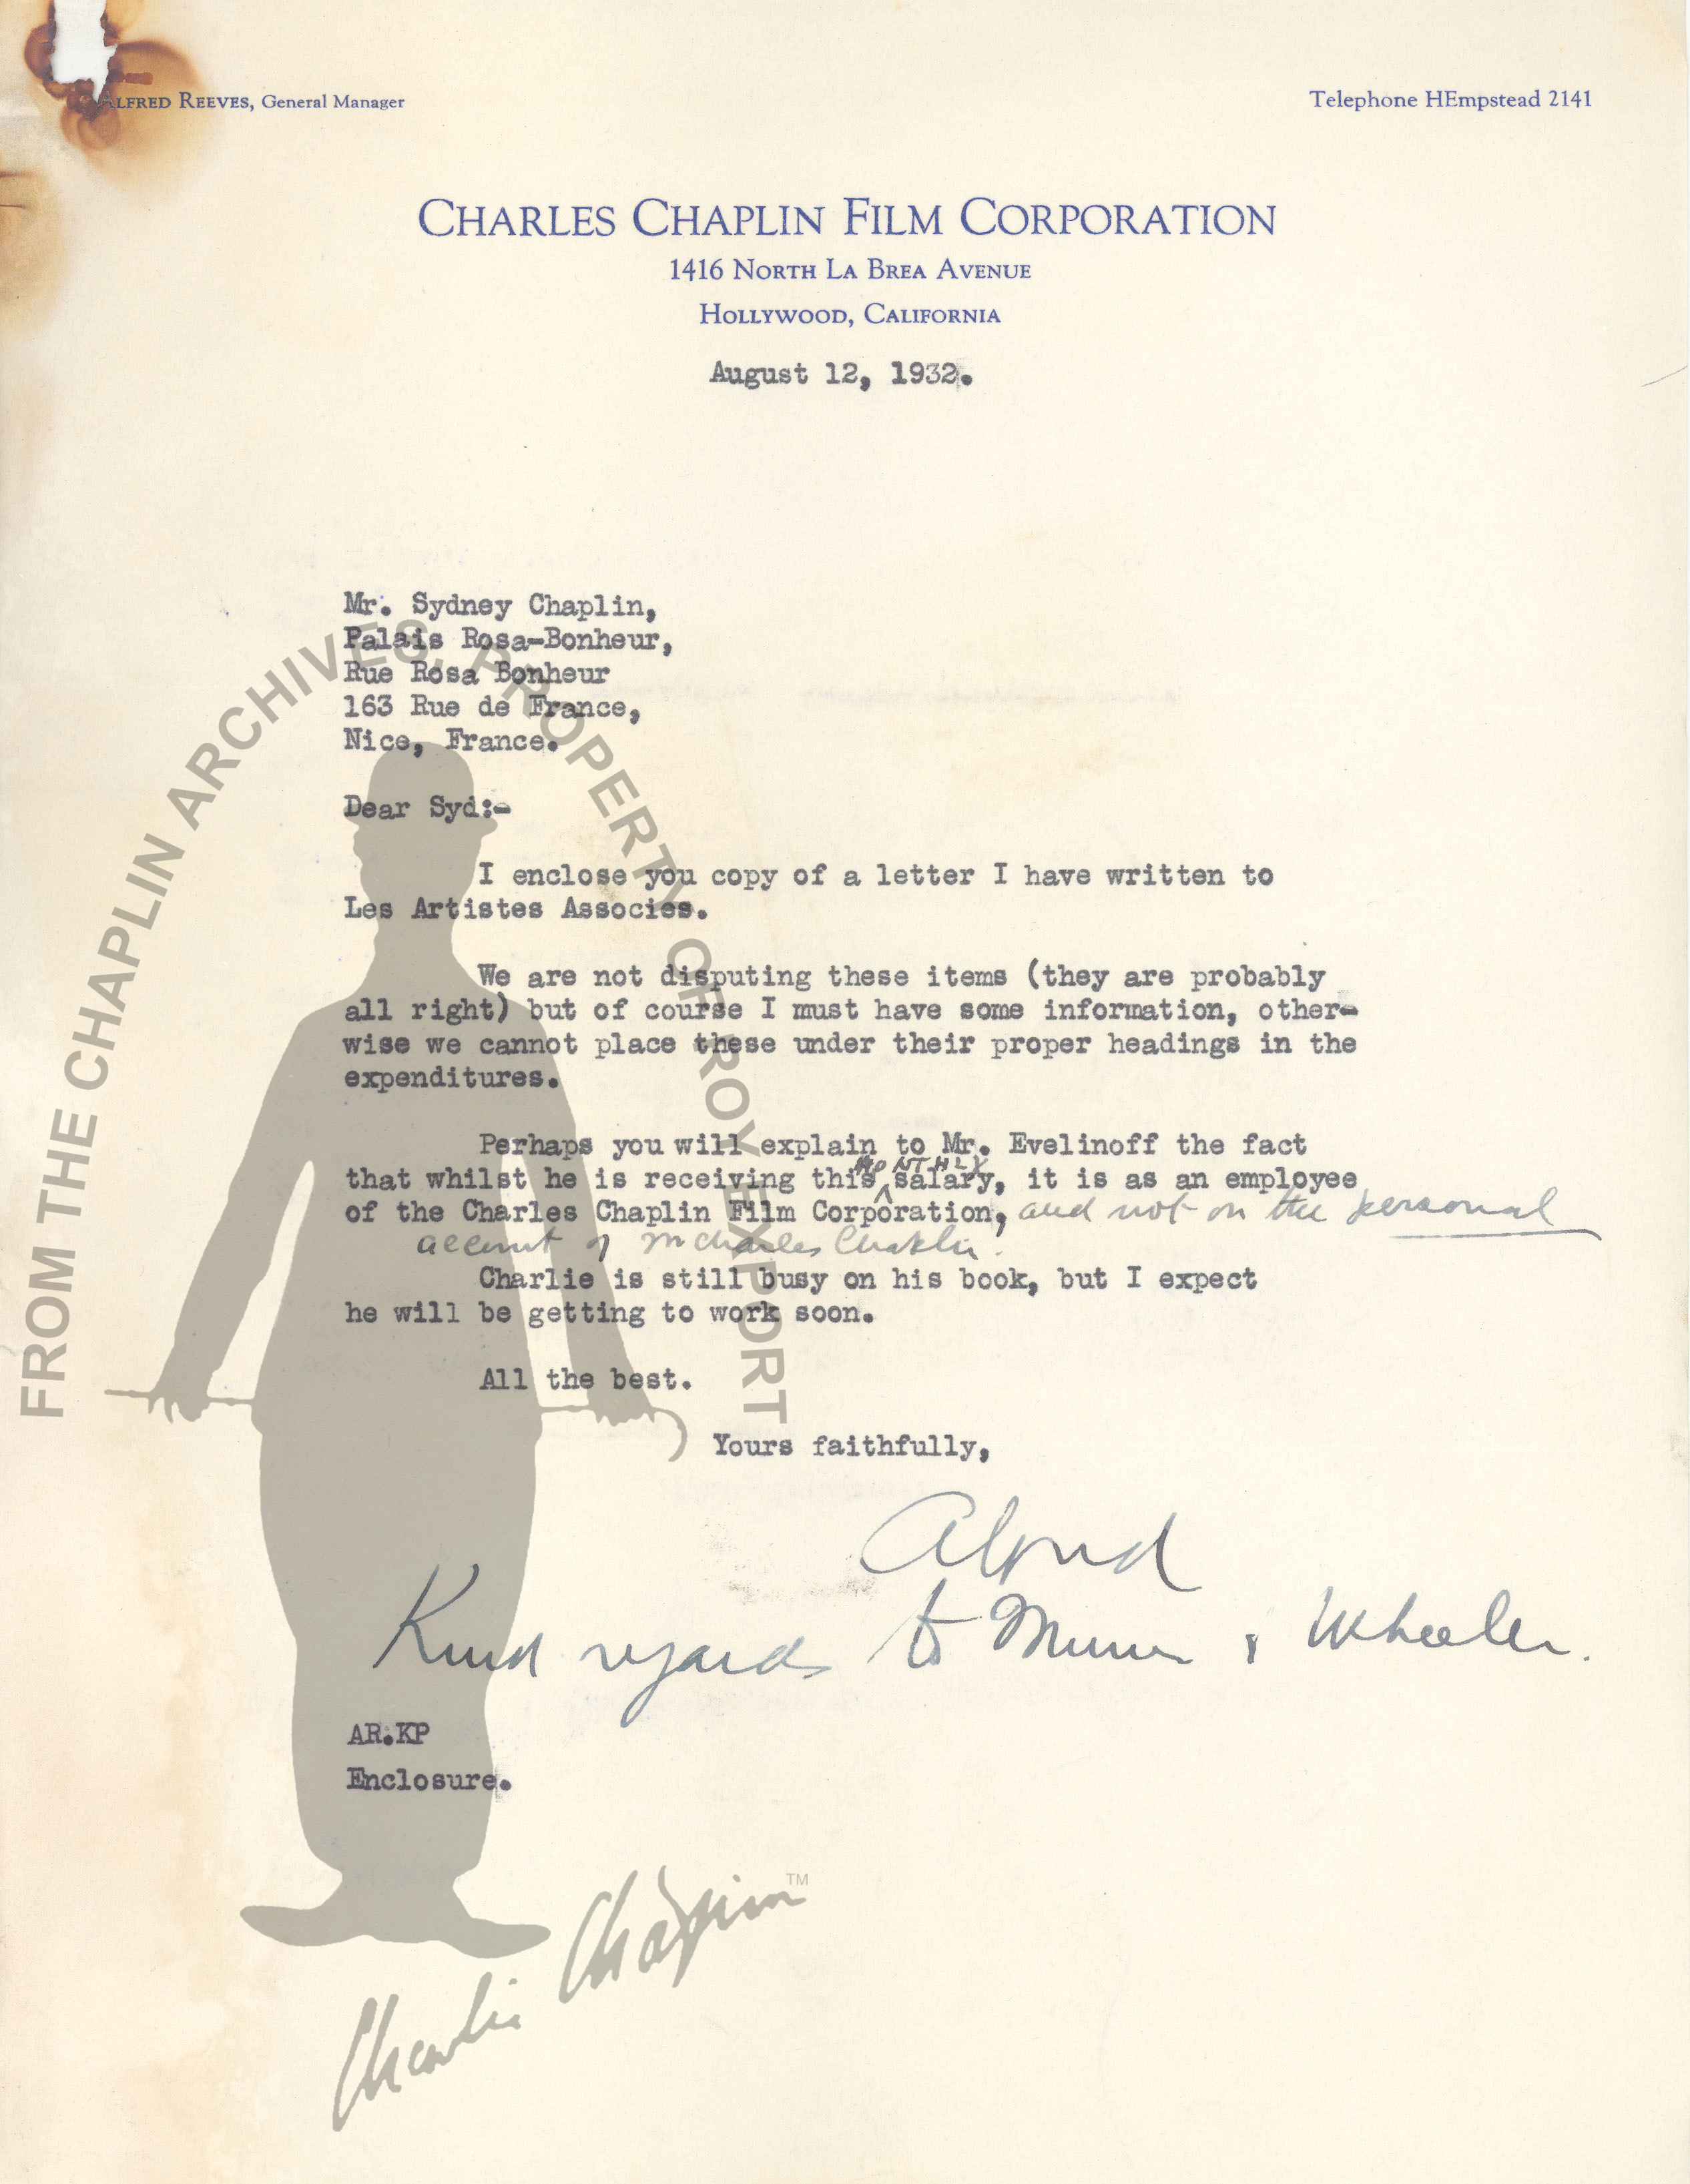 ALFRED REEVES, General Manager
Telephone HEmpstead 2141
CHARLES CHAPLIN FILM CORPORATION
1416 NORTH LA BREA AVENUE
HOLLYWOOD, CALIFORNIA
August 12, 1932.
Mr. Sydney Chaplin,
Palais Rosa-Bonheur,
Rue Rosa Bonheur
163 Rue de France,
Nice, France.
Dear Syd:-
I enclose you copy of a letter I have written to
Les Artistes Associes.
We are not disputing these items (they are probably
all right) but of course I must have some information, other-
wise we cannot place these under their proper headings in the
expenditures.
Perhaps you will explain to Mr. Evelinoff the fact
that whilst he is receiving this MONTHLY salary, it is as an employee
of the Charles Chaplin Film Corporation, and not on the personal
account of Mr Charles Chaplin.
Charlie is still busy on his book, but I expect
he will be getting to work soon.
All the best.
Yours faithfully,
Alfred
Kind regards to Minnie & Wheeler.
AR.KP
Enclosure.
FROM THE CHAPLIN ARCHIVES, PROPERTY OF ROY EXPORT
Charlie Chaplin™